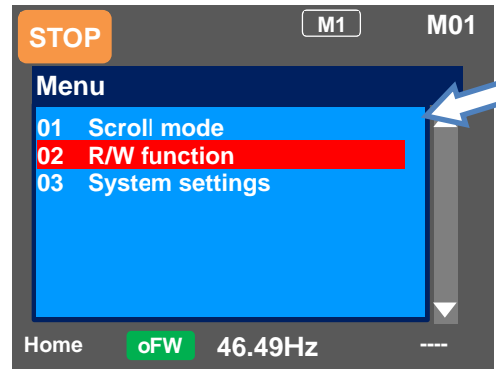 STOP M1 M01
Menu
01 Scroll mode
02 R/W function
03 System settings
Home oFW 46.49Hz ----